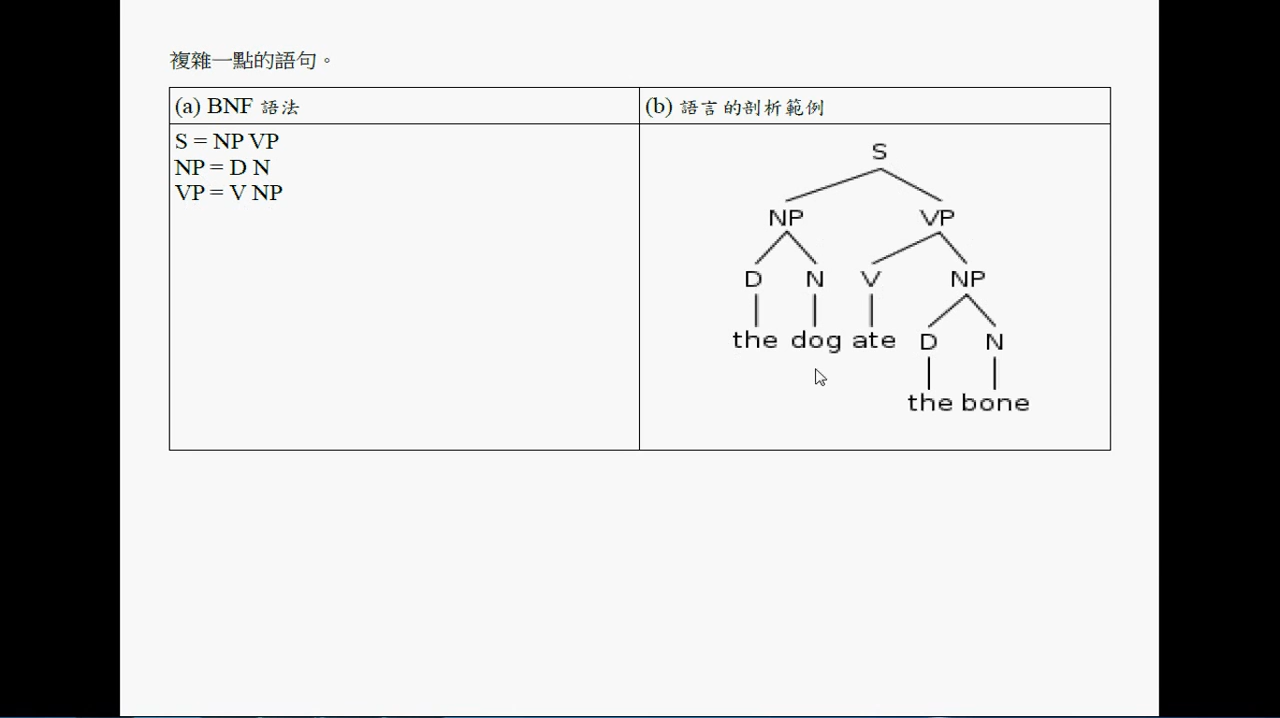 複雜一點的語句。
(a) BNF 語法
(b) 語言的剖析範例
S = NP VP
NP = D N
VP = V NP
S
NP VP
D N V NP
the dog ate D N
the bone